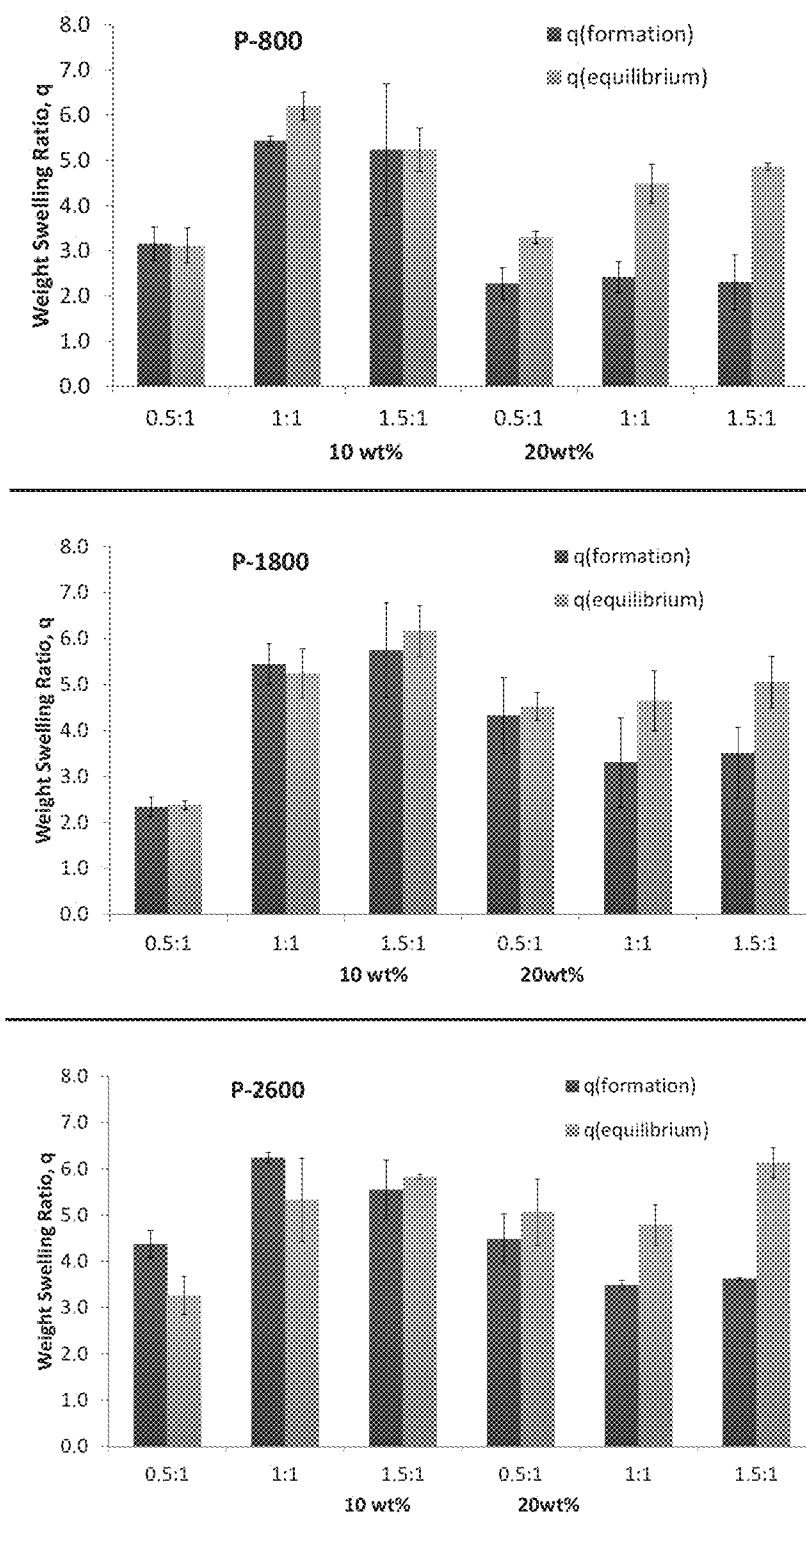 P-800
q(formation)
q(equilibrium)
Weight Swelling Ratio, q
8.0
7.0
6.0
5.0
4.0
3.0
2.0
1.0
0.0
0.5:1 1:1 1.5:1 0.5:1 1:1 1.5:1
10 wt% 20wt%
P-1800
q(formation)
q(equilibrium)
Weight Swelling Ratio, q
8.0
7.0
6.0
5.0
4.0
3.0
2.0
1.0
0.0
0.5:1 1:1 1.5:1 0.5:1 1:1 1.5:1
10 wt% 20wt%
P-2600
q(formation)
q(equilibrium)
Weight Swelling Ratio, q
8.0
7.0
6.0
5.0
4.0
3.0
2.0
1.0
0.0
0.5:1 1:1 1.5:1 0.5:1 1:1 1.5:1
10 wt% 20wt%